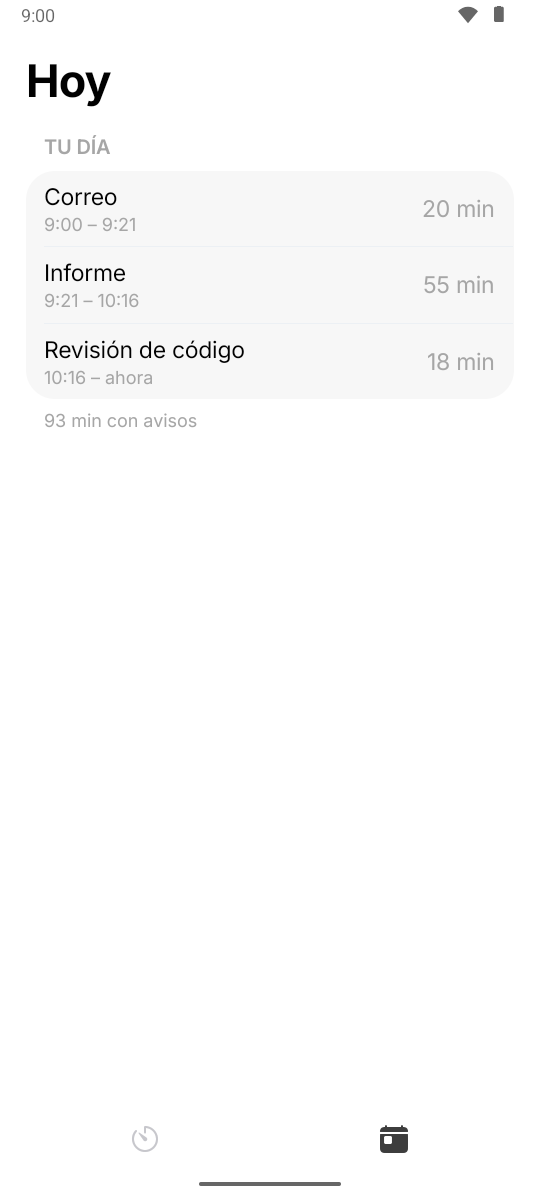 9:00
Hoy
TU DÍA
Correo
20 min
9:00 – 9:21
Informe
55 min
9:21 – 10:16
Revisión de código
18 min
10:16 – ahora
93 min con avisos